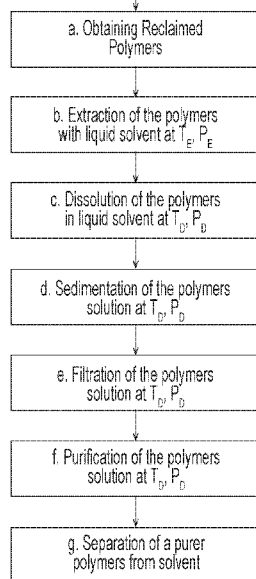 a. Obtaining Reclaimed
Polymers
b. Extraction of the polymers
with liquid solvent at T_E, P_E
c. Dissolution of the polymers
in liquid solvent at T_D, P_D
d. Sedimentation of the polymers
solution at T_D, P_D
e. Filtration of the polymers
solution at T_D, P_D
f. Purification of the polymers
solution at T_D, P_D
g. Separation of a purer
polymers from solvent